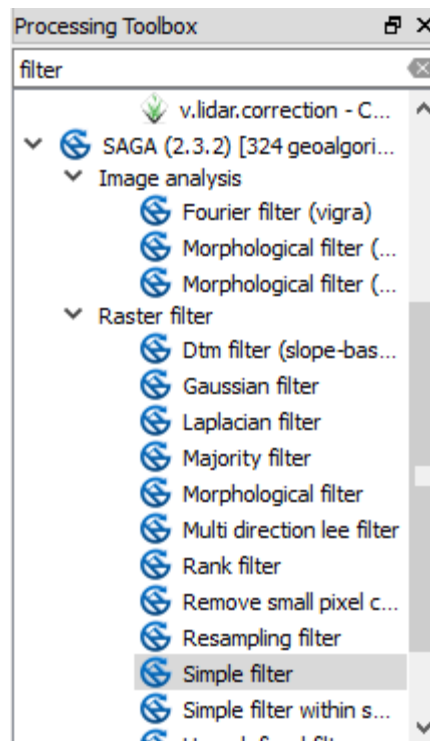 Processing Toolbox
filter
v.lidar.correction - C...
SAGA (2.3.2) [324 geoalgori...
Image analysis
Fourier filter (vigra)
Morphological filter (...
Morphological filter (...
Raster filter
Dtm filter (slope-bas...
Gaussian filter
Laplacian filter
Majority filter
Morphological filter
Multi direction lee filter
Rank filter
Remove small pixel c...
Resampling filter
Simple filter
Simple filter within s...